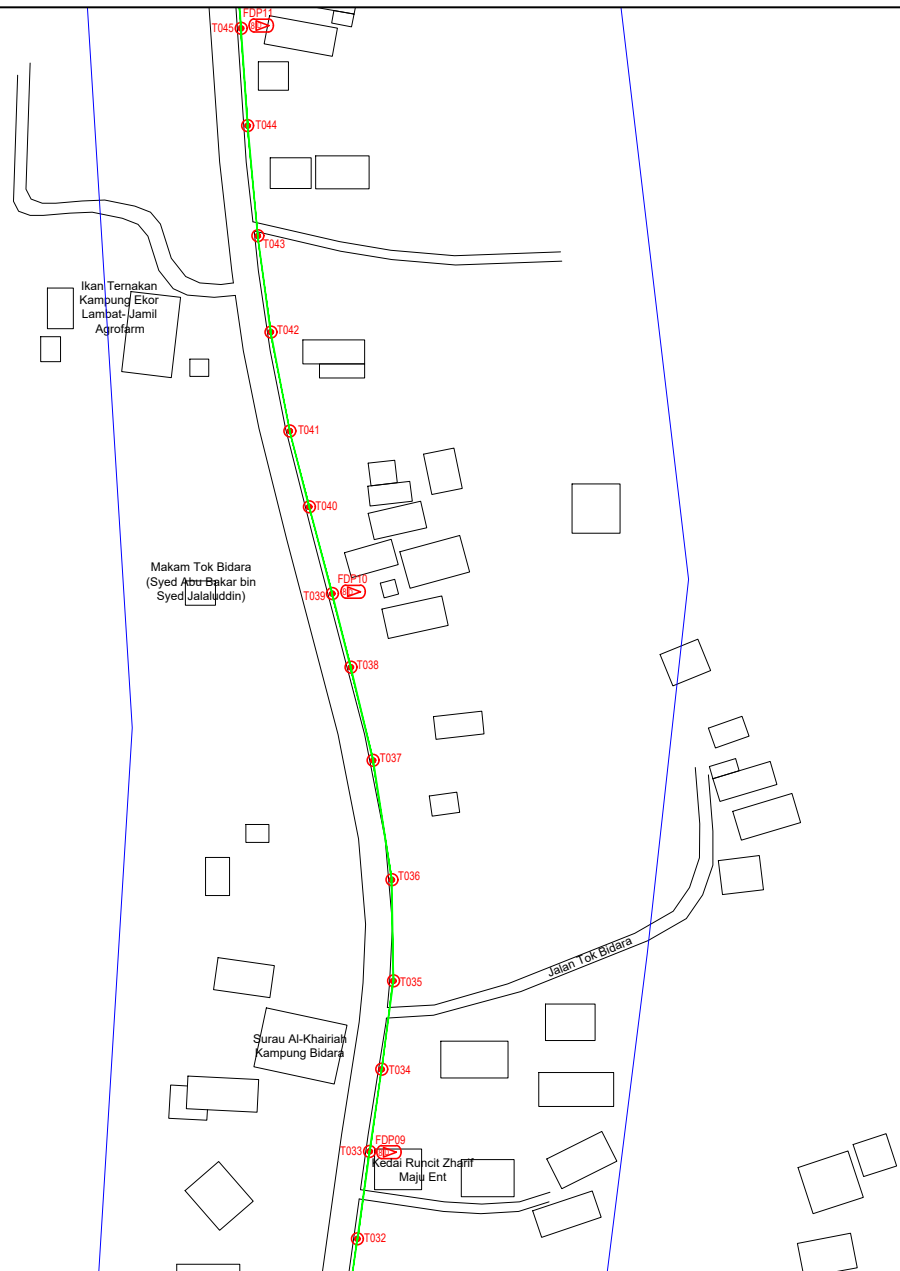 FDP11
T045
T044
T043
Ikan Ternakan
Kampung Ekor
Lambat- Jamil
Agrofarm
T042
T041
T040
Makam Tok Bidara
(Syed Abu Bakar bin
Syed Jalaluddin)
FDP10
T039
T038
T037
T036
Jalan Tok Bidara
T035
Surau Al-Khairiah
Kampung Bidara
T034
FDP09
T033
Kedai Runcit Zharif
Maju Ent
T032